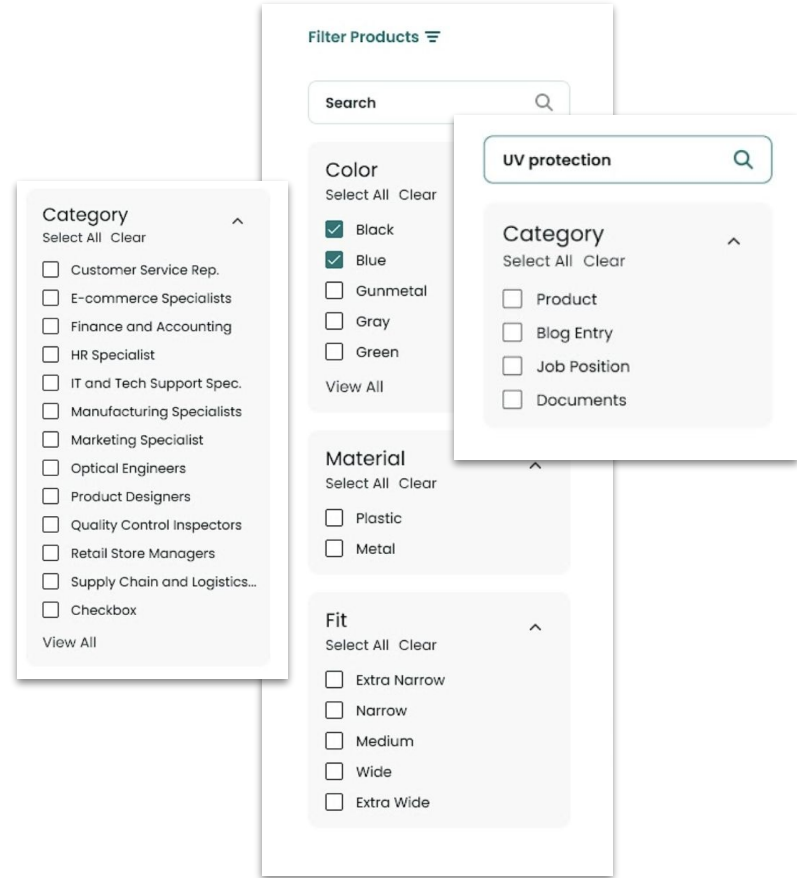 Filter Products
Search
Color
Select All Clear
Black
Blue
Gunmetal
Gray
Green
View All
Material
Select All Clear
Plastic
Metal
Fit
Select All Clear
Extra Narrow
Narrow
Medium
Wide
Extra Wide
Category
Select All Clear
Customer Service Rep.
E-commerce Specialists
Finance and Accounting
HR Specialist
IT and Tech Support Spec.
Manufacturing Specialists
Marketing Specialist
Optical Engineers
Product Designers
Quality Control Inspectors
Retail Store Managers
Supply Chain and Logistics...
Checkbox
View All
UV protection
Category
Select All Clear
Product
Blog Entry
Job Position
Documents